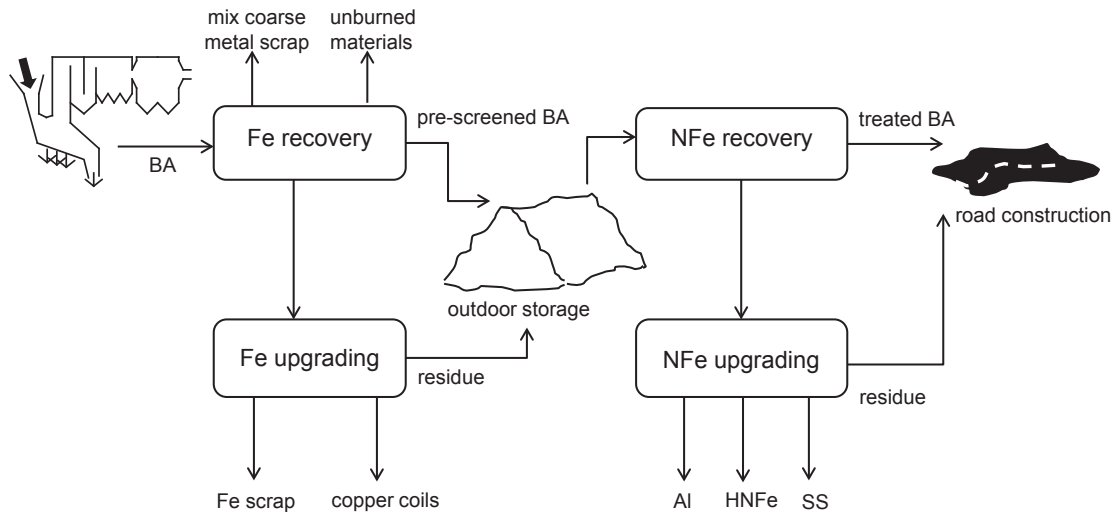 mix coarse
metal scrap
unburned
materials
Fe recovery
pre-screened BA
NFe recovery
treated BA
BA
road construction
outdoor storage
Fe upgrading
residue
NFe upgrading
residue
Fe scrap
copper coils
Al
HNFe
SS